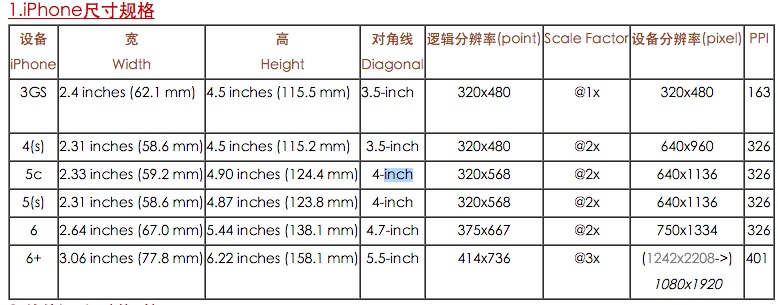 1.iPhone尺寸规格
设备 宽 高 对角线 逻辑分辨率(point) Scale Factor 设备分辨率(pixel) PPI
iPhone Width Height Diagonal
3GS 2.4 inches (62.1 mm) 4.5 inches (115.5 mm) 3.5-inch 320x480 @1x 320x480 163
4(s) 2.31 inches (58.6 mm) 4.5 inches (115.2 mm) 3.5-inch 320x480 @2x 640x960 326
5c 2.33 inches (59.2 mm) 4.90 inches (124.4 mm) 4-inch 320x568 @2x 640x1136 326
5(s) 2.31 inches (58.6 mm) 4.87 inches (123.8 mm) 4-inch 320x568 @2x 640x1136 326
6 2.64 inches (67.0 mm) 5.44 inches (138.1 mm) 4.7-inch 375x667 @2x 750x1334 326
6+ 3.06 inches (77.8 mm) 6.22 inches (158.1 mm) 5.5-inch 414x736 @3x (1242x2208->) 401
1080x1920